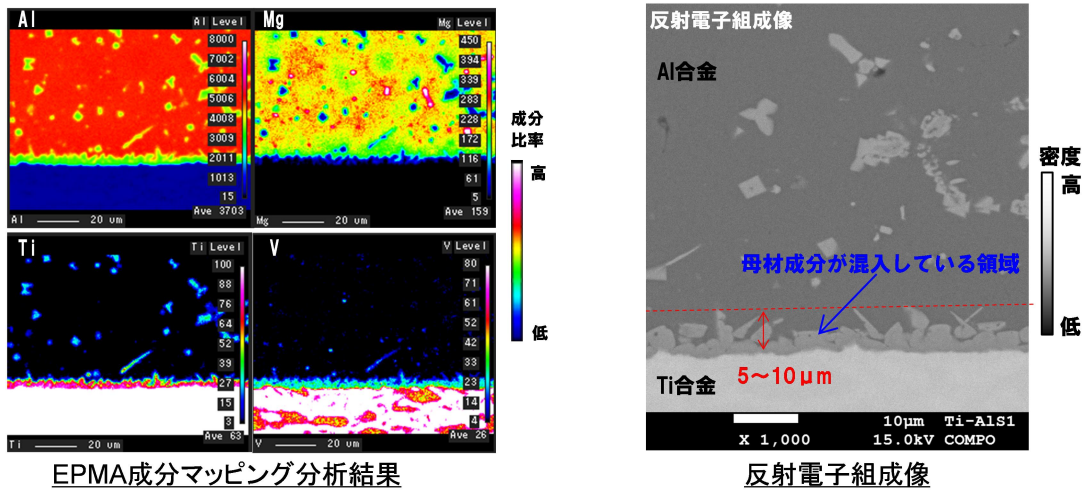 Al
Al Level
8000
7002
6004
5006
4008
3009
2011
1013
15
Ave 3703
Al 20 um
Mg
Mg Level
450
394
339
283
228
172
116
61
5
Ave 159
Mg 20 um
Ti
Ti Level
100
88
76
64
52
39
27
15
3
Ave 63
Ti 20 um
V
V Level
80
71
61
52
42
33
23
14
4
Ave 26
V 20 um
成分
比率
高
低
EPMA成分マッピング分析結果
反射電子組成像
Al合金
母材成分が混入している領域
5～10μm
Ti合金
10μm Ti-AlS1
X 1,000 15.0kV COMPO
密度
高
低
反射電子組成像